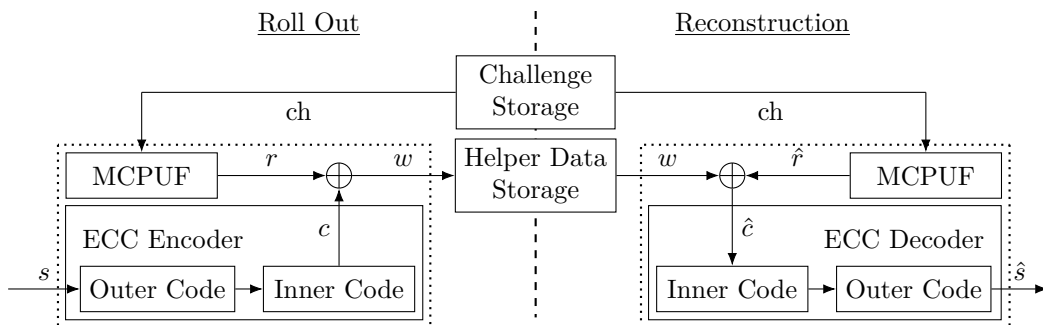 Roll Out
Reconstruction
Challenge
Storage
ch
ch
MCPUF
r
w
Helper Data
Storage
w
r̂
MCPUF
ECC Encoder
c
ĉ
ECC Decoder
s
Outer Code
Inner Code
Inner Code
Outer Code
ŝ